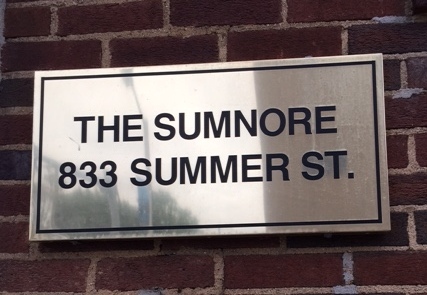 THE SUMNORE
833 SUMMER ST.